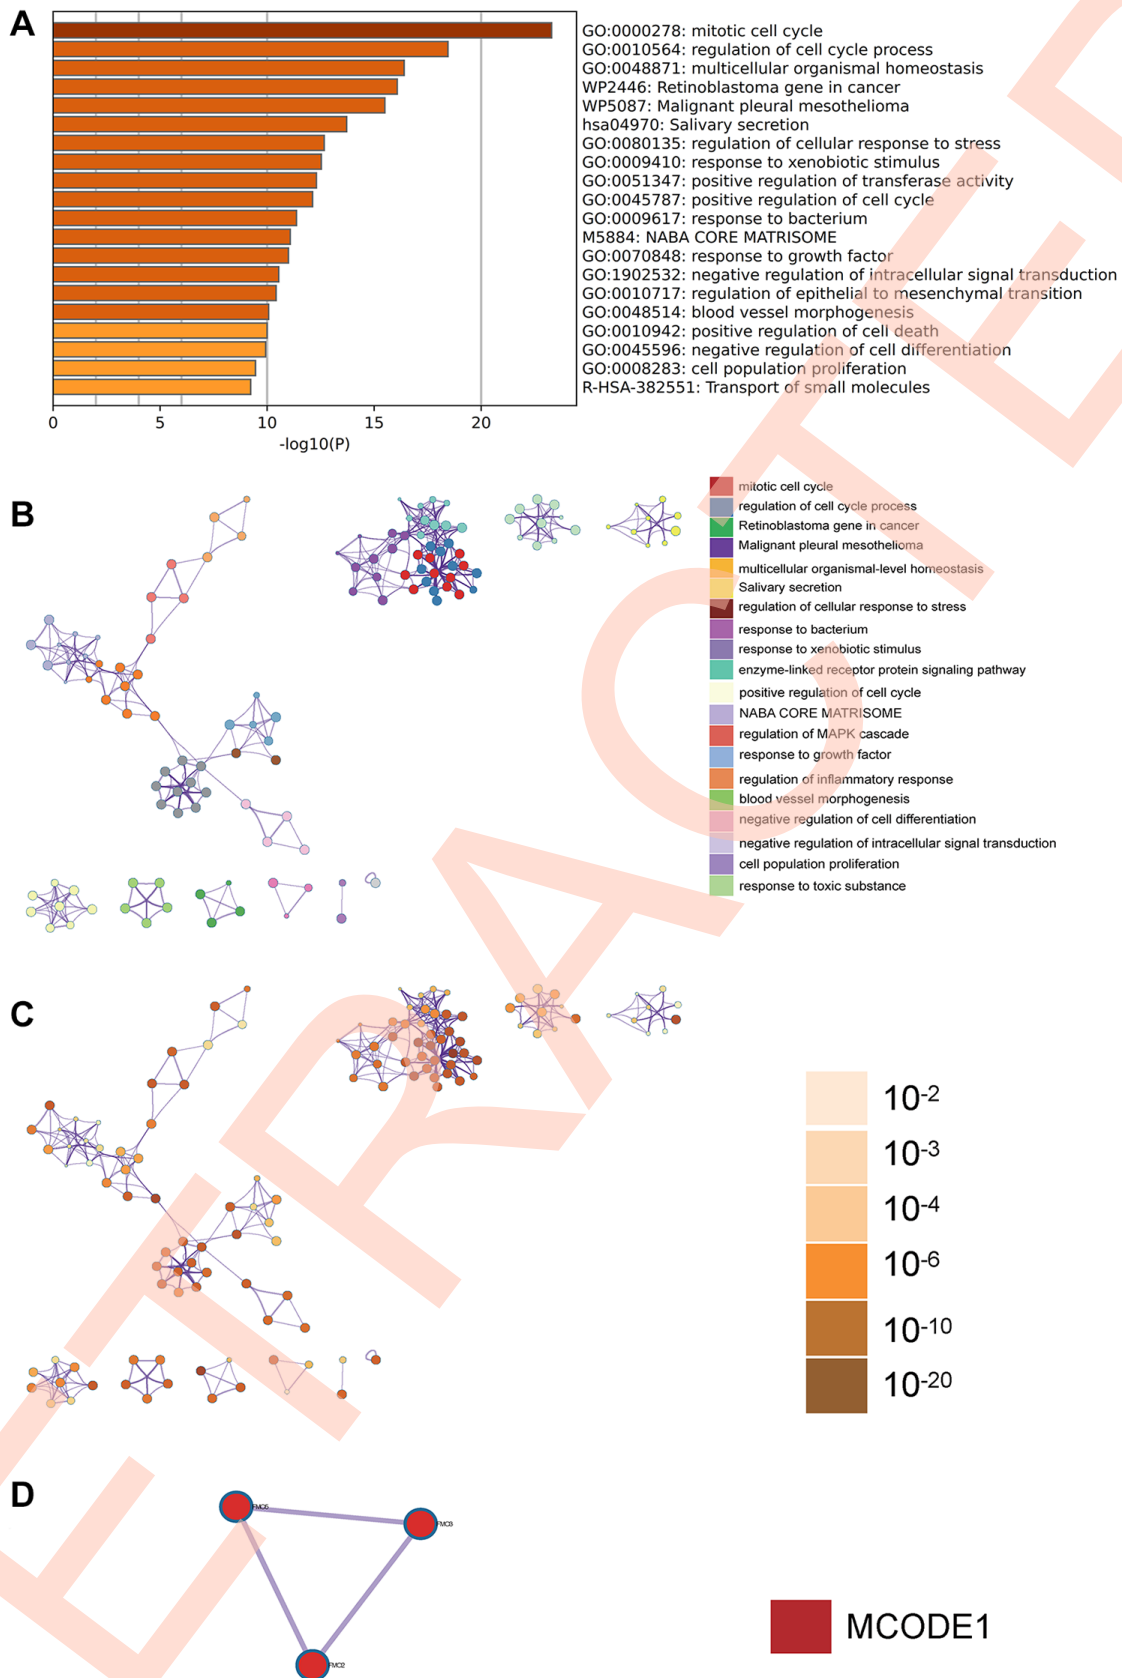 A
GO:0000278: mitotic cell cycle
GO:0010564: regulation of cell cycle process
GO:0048871: multicellular organismal homeostasis
WP2446: Retinoblastoma gene in cancer
WP5087: Malignant pleural mesothelioma
hsa04970: Salivary secretion
GO:0080135: regulation of cellular response to stress
GO:0009410: response to xenobiotic stimulus
GO:0051347: positive regulation of transferase activity
GO:0045787: positive regulation of cell cycle
GO:0009617: response to bacterium
M5884: NABA CORE MATRISOME
GO:0070848: response to growth factor
GO:1902532: negative regulation of intracellular signal transduction
GO:0010717: regulation of epithelial to mesenchymal transition
GO:0048514: blood vessel morphogenesis
GO:0010942: positive regulation of cell death
GO:0045596: negative regulation of cell differentiation
GO:0008283: cell population proliferation
R-HSA-382551: Transport of small molecules
0 5 10 15 20
-log10(P)
B
mitotic cell cycle
regulation of cell cycle process
Retinoblastoma gene in cancer
Malignant pleural mesothelioma
multicellular organismal-level homeostasis
Salivary secretion
regulation of cellular response to stress
response to bacterium
response to xenobiotic stimulus
enzyme-linked receptor protein signaling pathway
positive regulation of cell cycle
NABA CORE MATRISOME
regulation of MAPK cascade
response to growth factor
regulation of inflammatory response
blood vessel morphogenesis
negative regulation of cell differentiation
negative regulation of intracellular signal transduction
cell population proliferation
response to toxic substance
C
10-2
10-3
10-4
10-6
10-10
10-20
D
FMO5
FMO3
FMO2
MCODE1
RETRACTED